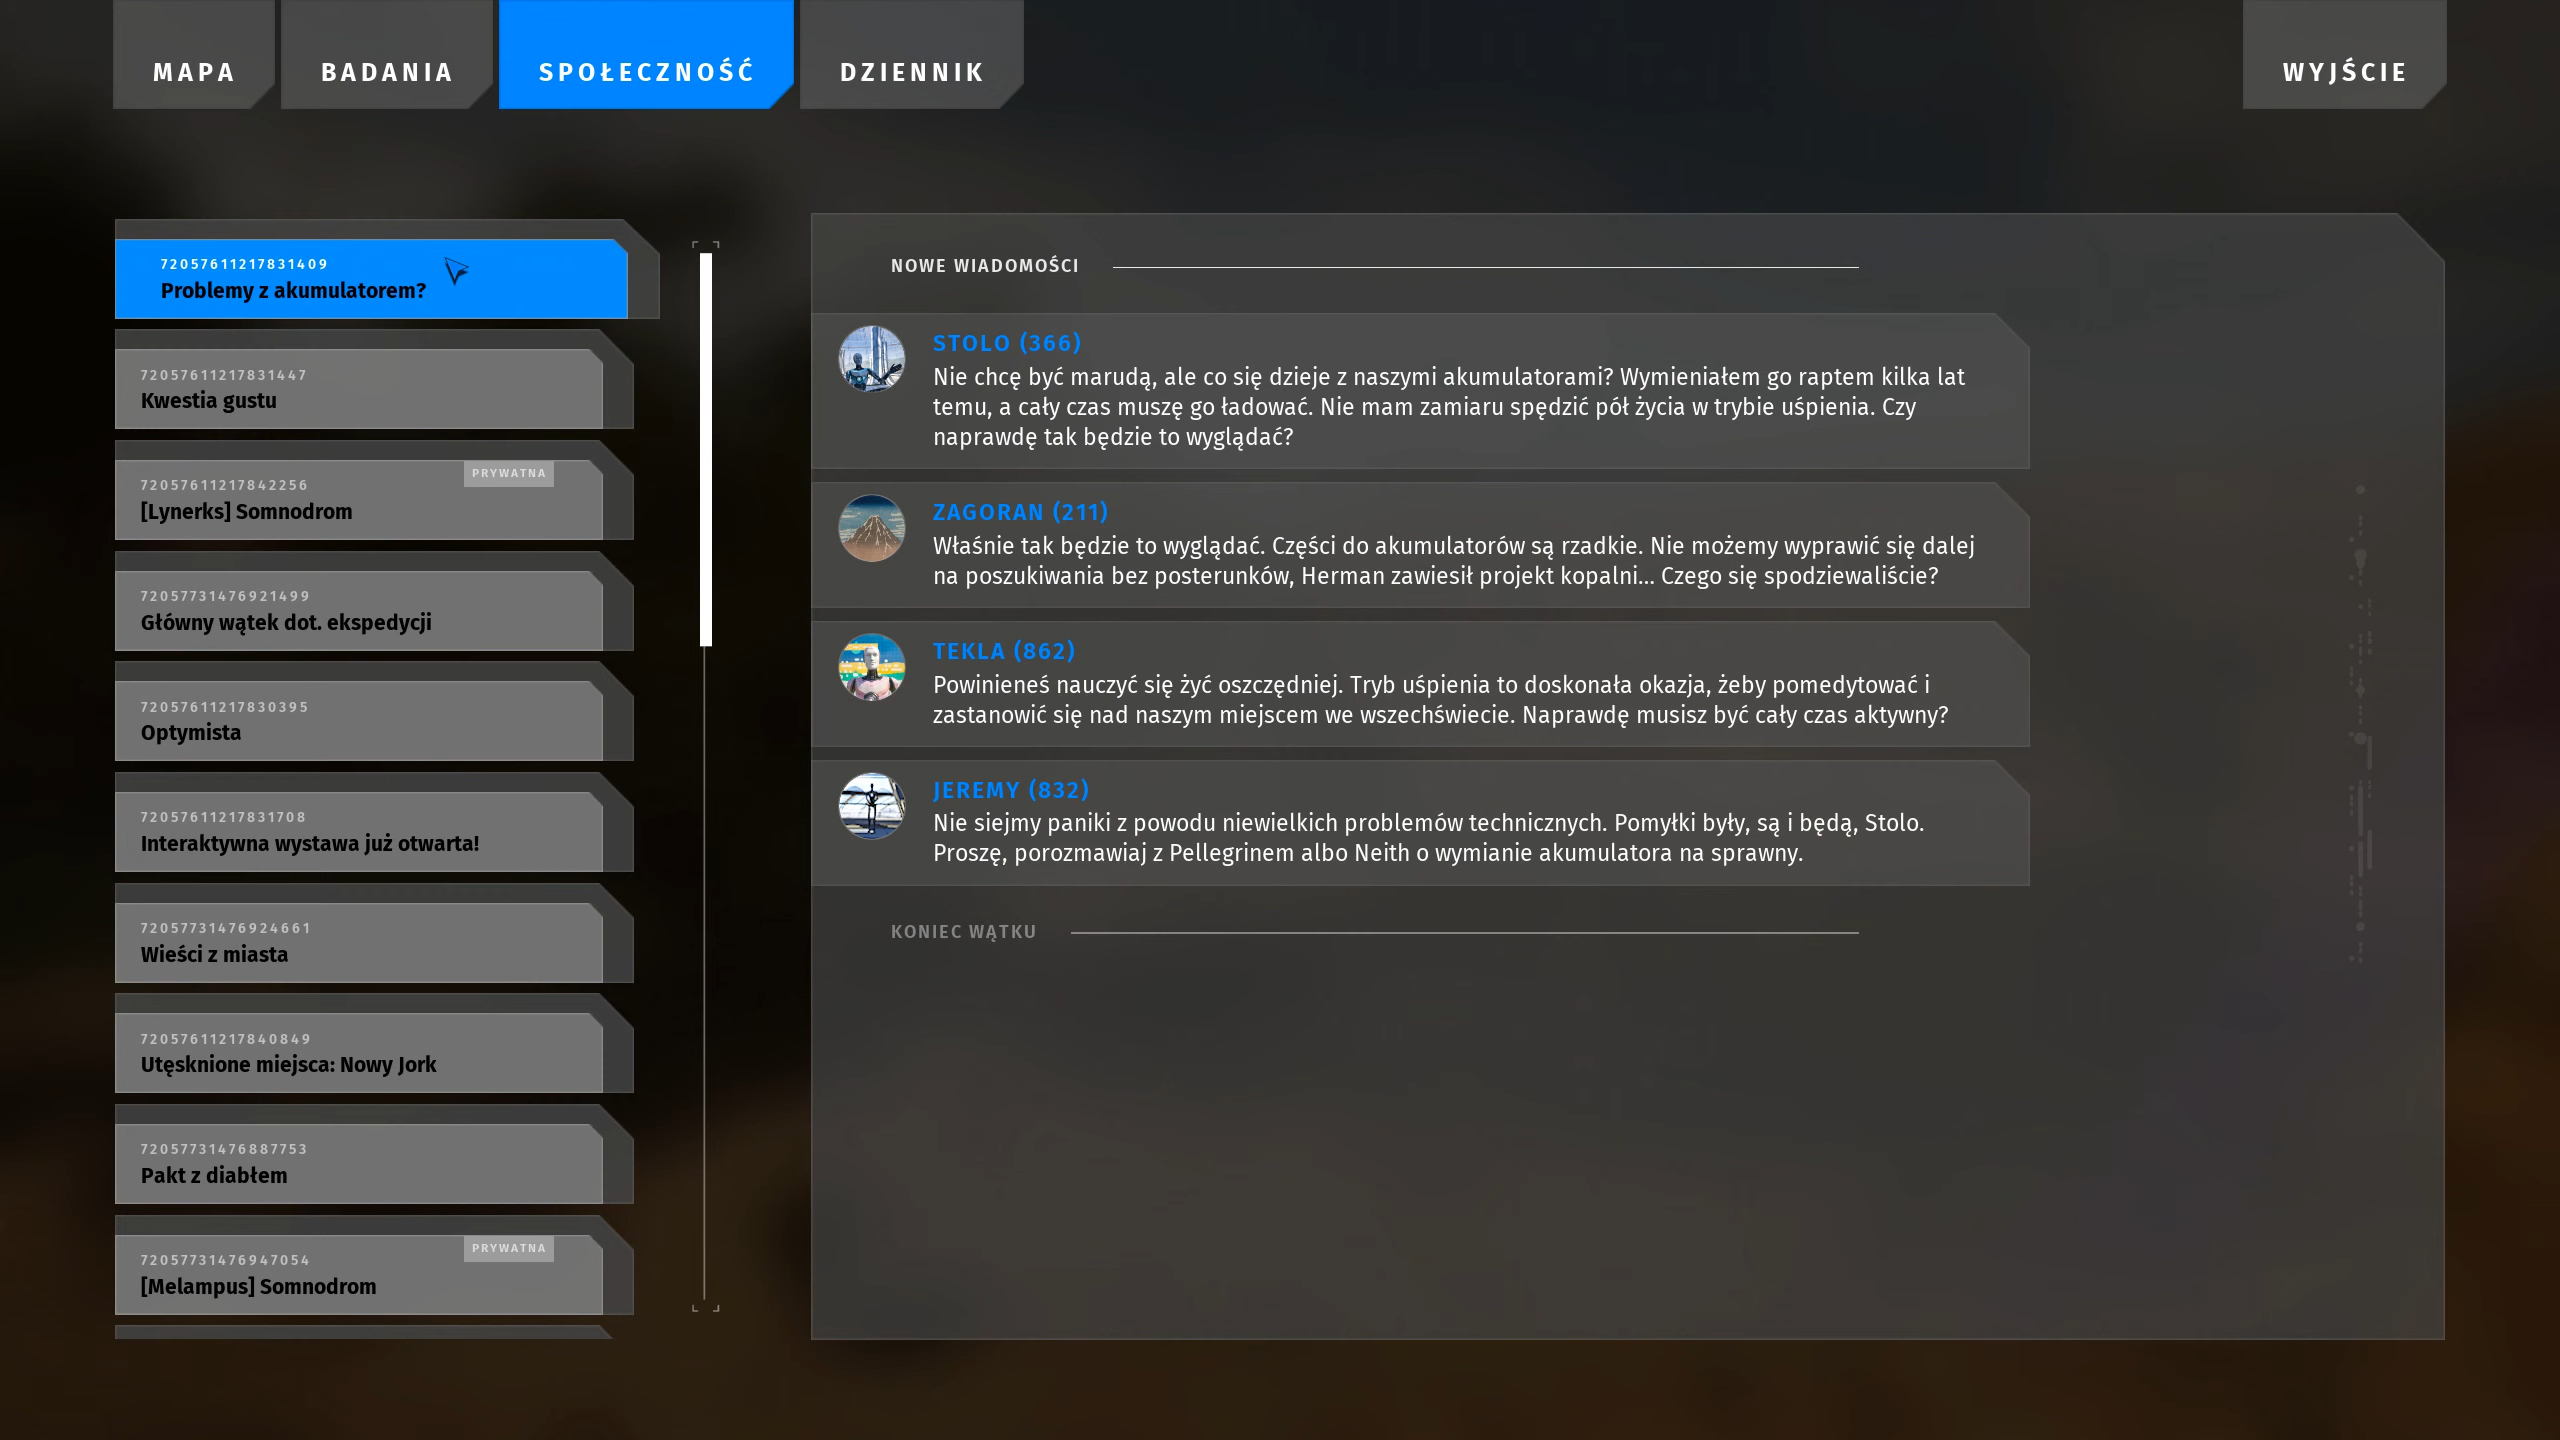 MAPA
BADANIA
SPOŁECZNOŚĆ
DZIENNIK
WYJŚCIE
72057611217831409
Problemy z akumulatorem?
72057611217831447
Kwestia gustu
PRYWATNA
72057611217842256
[Lynerks] Somnodrom
72057731476921499
Główny wątek dot. ekspedycji
72057611217830395
Optymista
72057611217831708
Interaktywna wystawa już otwarta!
72057731476924661
Wieści z miasta
72057611217840849
Utęsknione miejsca: Nowy Jork
72057731476887753
Pakt z diabłem
PRYWATNA
72057731476947054
[Melampus] Somnodrom
NOWE WIADOMOŚCI
STOLO (366)
Nie chcę być marudą, ale co się dzieje z naszymi akumulatorami? Wymieniałem go raptem kilka lat
temu, a cały czas muszę go ładować. Nie mam zamiaru spędzić pół życia w trybie uśpienia. Czy
naprawdę tak będzie to wyglądać?
ZAGORAN (211)
Właśnie tak będzie to wyglądać. Części do akumulatorów są rzadkie. Nie możemy wyprawić się dalej
na poszukiwania bez posterunków, Herman zawiesił projekt kopalni... Czego się spodziewaliście?
TEKLA (862)
Powinieneś nauczyć się żyć oszczędniej. Tryb uśpienia to doskonała okazja, żeby pomedytować i
zastanowić się nad naszym miejscem we wszechświecie. Naprawdę musisz być cały czas aktywny?
JEREMY (832)
Nie siejmy paniki z powodu niewielkich problemów technicznych. Pomyłki były, są i będą, Stolo.
Proszę, porozmawiaj z Pellegrinem albo Neith o wymianie akumulatora na sprawny.
KONIEC WĄTKU